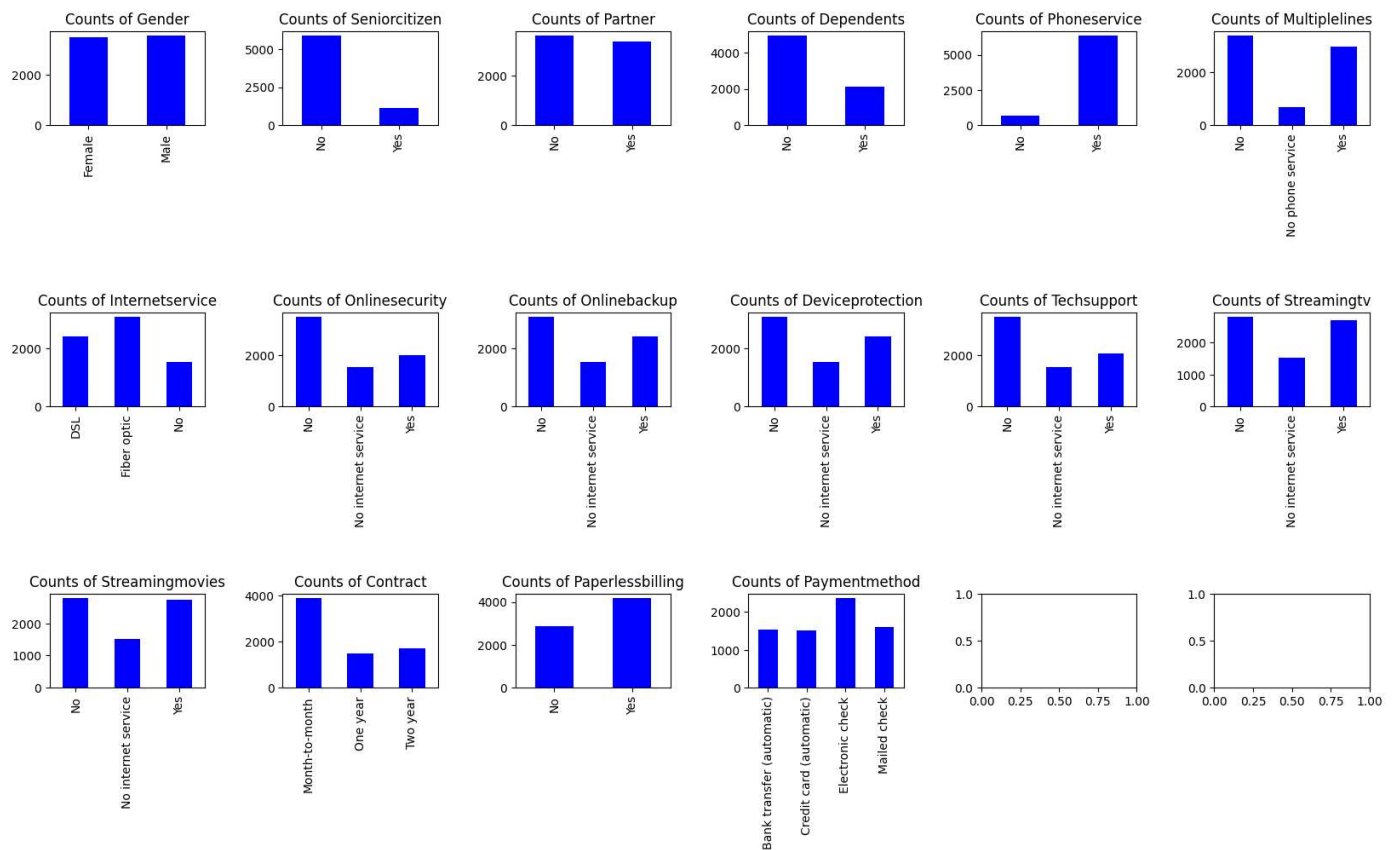 Counts of Gender
2000
0
Female
Male
Counts of Seniorcitizen
5000
2500
0
No
Yes
Counts of Partner
2000
0
No
Yes
Counts of Dependents
4000
2000
0
No
Yes
Counts of Phoneservice
5000
2500
0
No
Yes
Counts of Multiplelines
2000
0
No
No phone service
Yes
Counts of Internetservice
2000
0
DSL
Fiber optic
No
Counts of Onlinesecurity
2000
0
No
No internet service
Yes
Counts of Onlinebackup
2000
0
No
No internet service
Yes
Counts of Deviceprotection
2000
0
No
No internet service
Yes
Counts of Techsupport
2000
0
No
No internet service
Yes
Counts of Streamingtv
2000
1000
0
No
No internet service
Yes
Counts of Streamingmovies
2000
1000
0
No
No internet service
Yes
Counts of Contract
4000
2000
0
Month-to-month
One year
Two year
Counts of Paperlessbilling
4000
2000
0
No
Yes
Counts of Paymentmethod
2000
1000
0
Bank transfer (automatic)
Credit card (automatic)
Electronic check
Mailed check
1.0
0.5
0.0
0.00 0.25 0.50 0.75 1.00
1.0
0.5
0.0
0.00 0.25 0.50 0.75 1.00